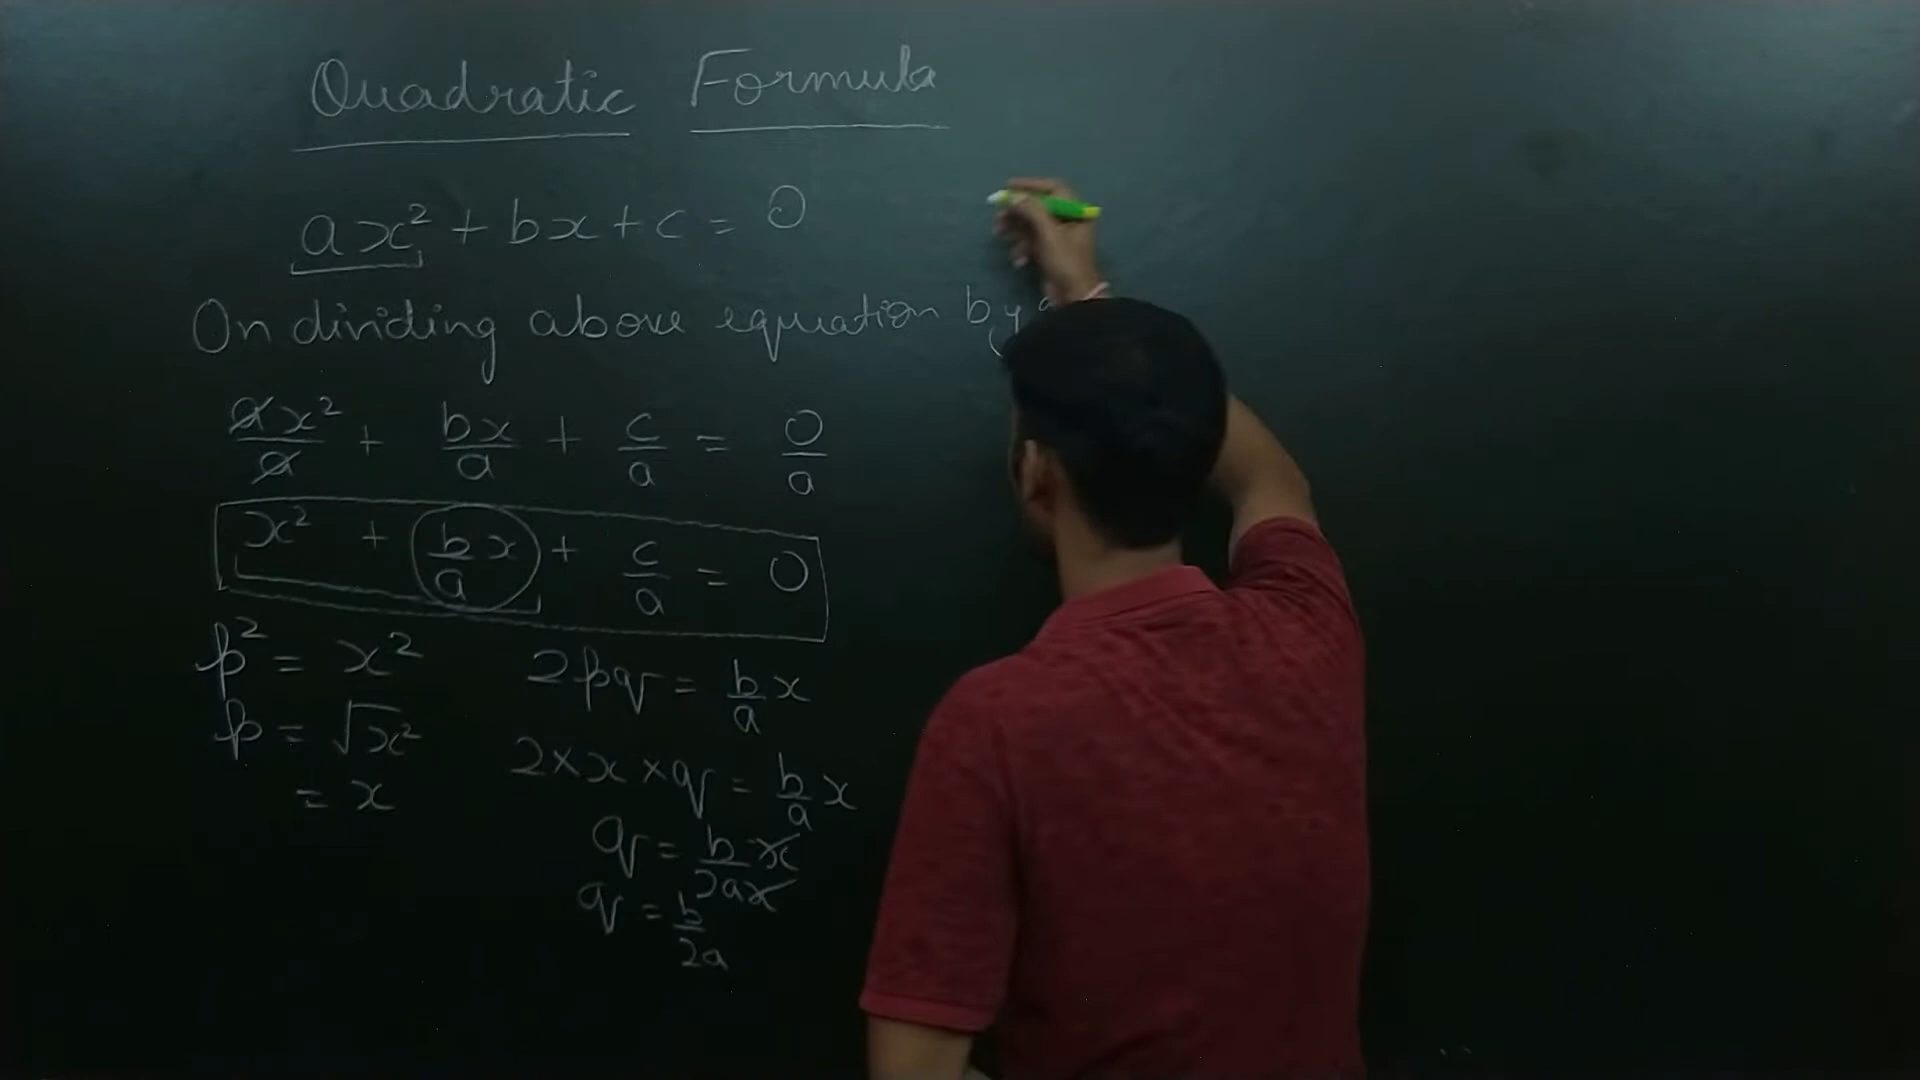 Quadratic Formula
ax² + bx + c = 0
On dividing above equation by a
ax²/a + bx/a + c/a = 0/a
x² + b/a x + c/a = 0
p² = x²
p = √x²
= x
2pq = b/a x
2 × x × q = b/a x
q = bx/2ax
q = b/2a